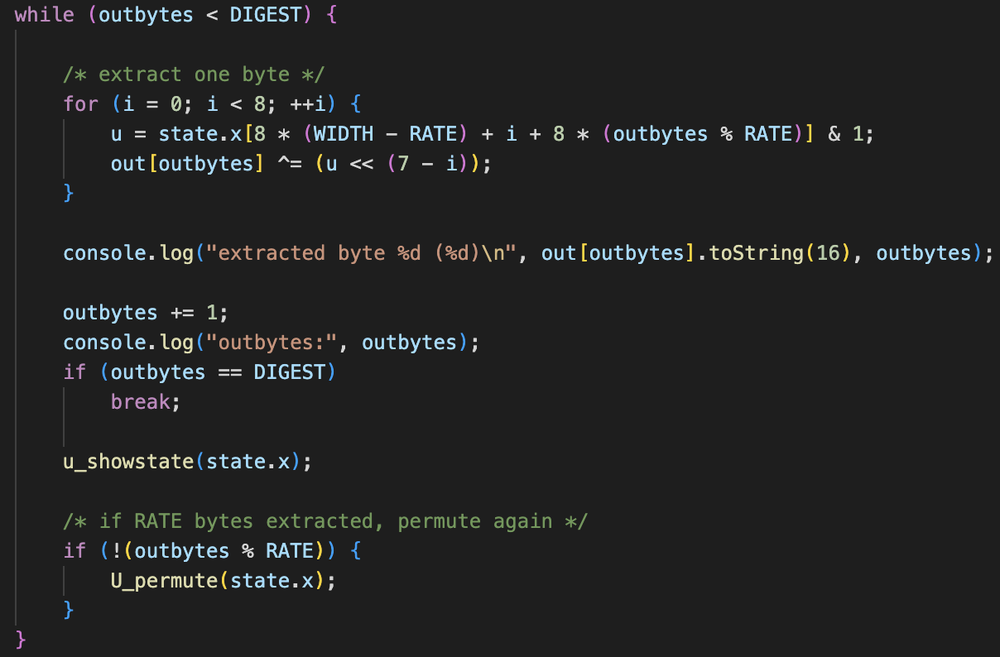 while (outbytes < DIGEST) {
/* extract one byte */
for (i = 0; i < 8; ++i) {
u = state.x[8 * (WIDTH - RATE) + i + 8 * (outbytes % RATE)] & 1;
out[outbytes] ^= (u << (7 - i));
}
console.log("extracted byte %d (%d)\n", out[outbytes].toString(16), outbytes);
outbytes += 1;
console.log("outbytes:", outbytes);
if (outbytes == DIGEST)
break;
u_showstate(state.x);
/* if RATE bytes extracted, permute again */
if (!(outbytes % RATE)) {
U_permute(state.x);
}
}